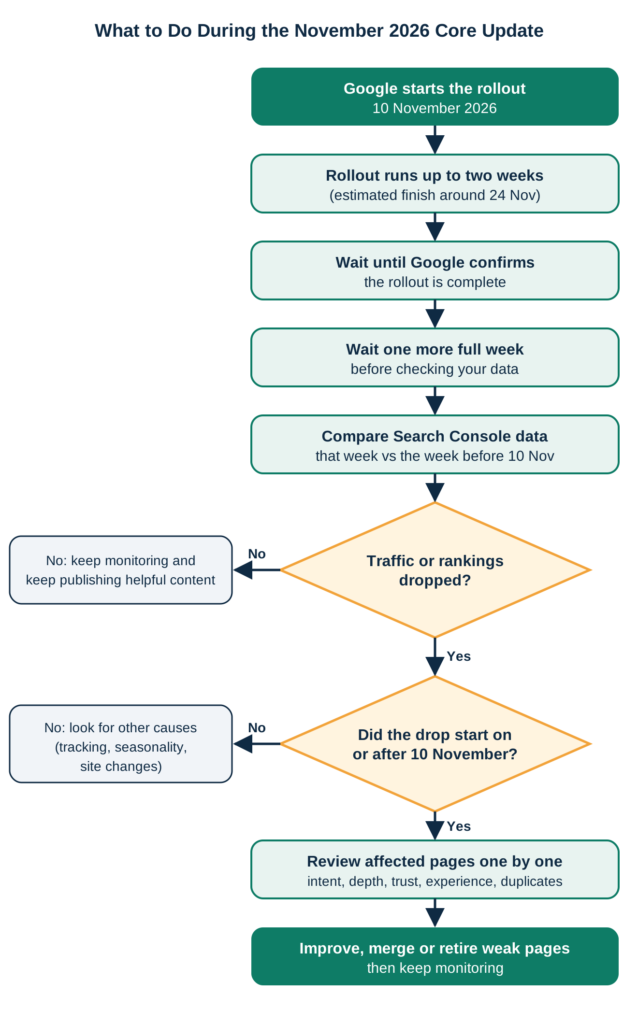 What to Do During the November 2026 Core Update
Google starts the rollout
10 November 2026
Rollout runs up to two weeks
(estimated finish around 24 Nov)
Wait until Google confirms
the rollout is complete
Wait one more full week
before checking your data
Compare Search Console data
that week vs the week before 10 Nov
Traffic or rankings
dropped?
No
No: keep monitoring and
keep publishing helpful content
Yes
Did the drop start on
or after 10 November?
No
No: look for other causes
(tracking, seasonality,
site changes)
Yes
Review affected pages one by one
intent, depth, trust, experience, duplicates
Improve, merge or retire weak pages
then keep monitoring